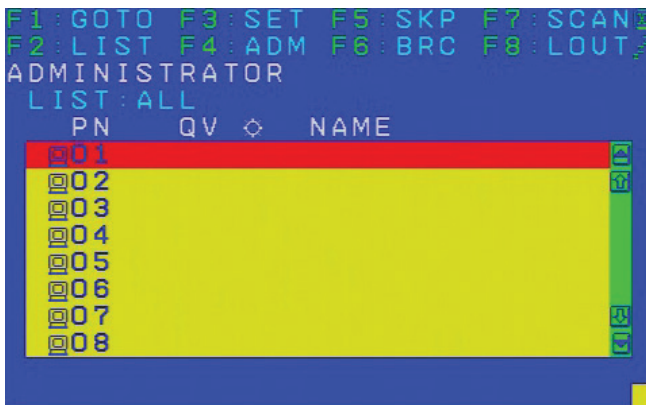 F1:GOTO F3:SET F5:SKP F7:SCAN
F2:LIST F4:ADM F6:BRC F8:LOUT
ADMINISTRATOR
LIST:ALL
PN QV NAME
01
02
03
04
05
06
07
08